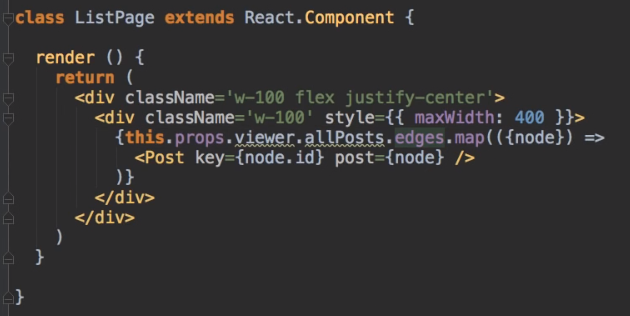 class ListPage extends React.Component {
render () {
return (
<div className='w-100 flex justify-center'>
<div className='w-100' style={{ maxWidth: 400 }}>
{this.props.viewer.allPosts.edges.map(({node}) =>
<Post key={node.id} post={node} />
)}
</div>
</div>
)
}
}